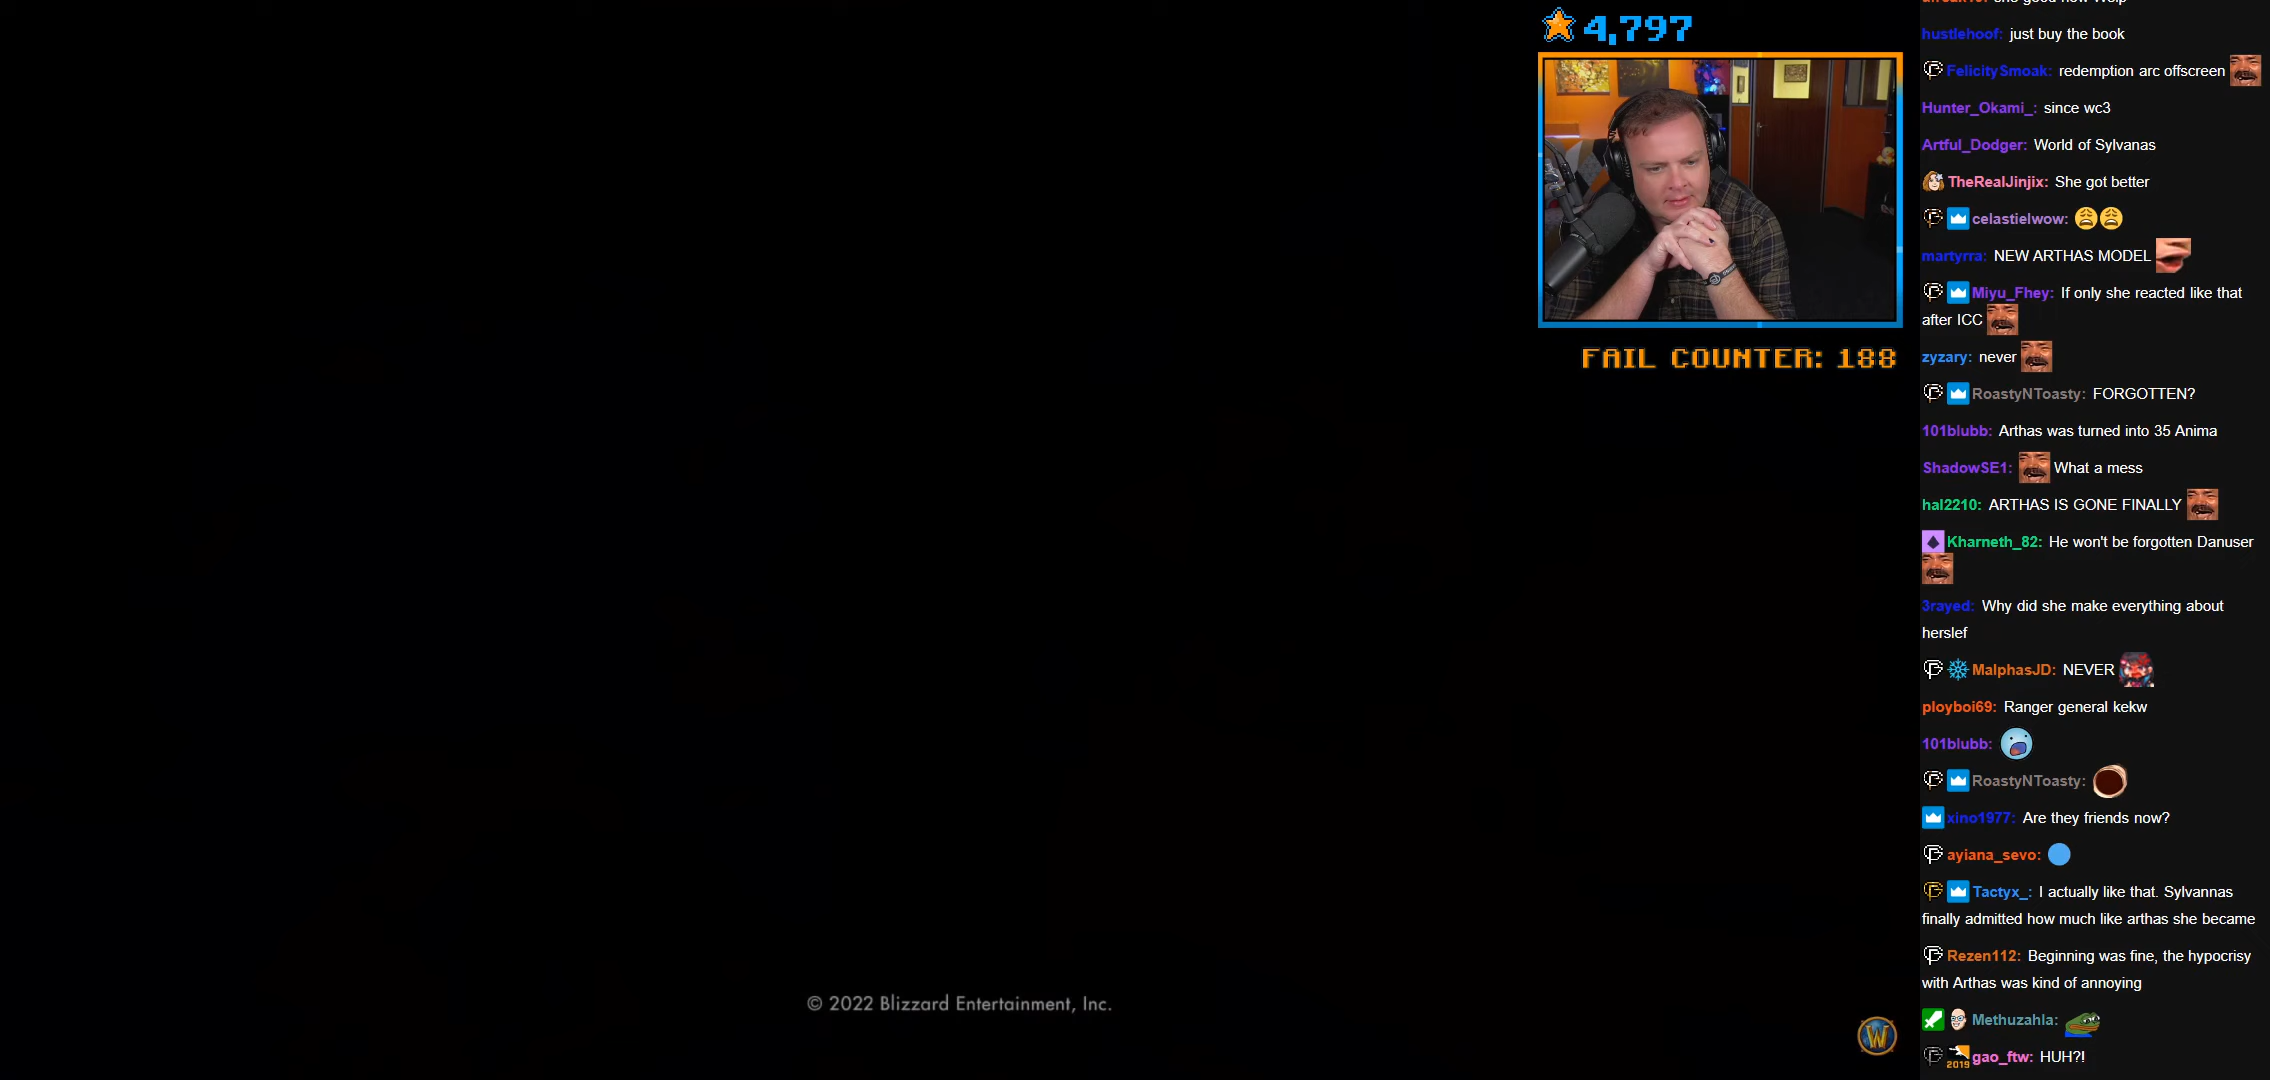 4,797
FAIL COUNTER: 188
© 2022 Blizzard Entertainment, Inc.
W
hustlehoof: just buy the book
FelicitySmoak: redemption arc offscreen
Hunter_Okami_: since wc3
Artful_Dodger: World of Sylvanas
TheRealJinjix: She got better
celastielwow:
martyrra: NEW ARTHAS MODEL
Miyu_Fhey: If only she reacted like that
after ICC
zyzary: never
RoastyNToasty: FORGOTTEN?
101blubb: Arthas was turned into 35 Anima
ShadowSE1: What a mess
hal2210: ARTHAS IS GONE FINALLY
Kharneth_82: He won't be forgotten Danuser
3rayed: Why did she make everything about
herslef
MalphasJD: NEVER
ployboi69: Ranger general kekw
101blubb:
RoastyNToasty:
xino1977: Are they friends now?
ayiana_sevo:
Tactyx_: I actually like that. Sylvannas
finally admitted how much like arthas she became
Rezen112: Beginning was fine, the hypocrisy
with Arthas was kind of annoying
Methuzahla:
2019 gao_ftw: HUH?!